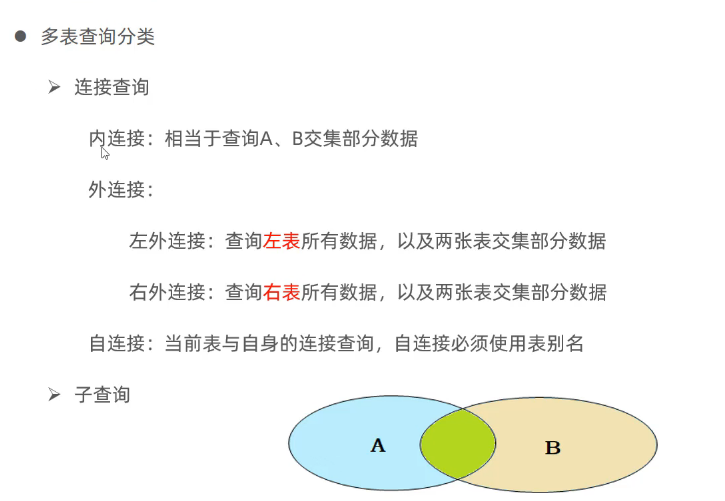 多表查询分类
连接查询
内连接：相当于查询A、B交集部分数据
外连接：
左外连接：查询左表所有数据，以及两张表交集部分数据
右外连接：查询右表所有数据，以及两张表交集部分数据
自连接：当前表与自身的连接查询，自连接必须使用表别名
子查询
A
B